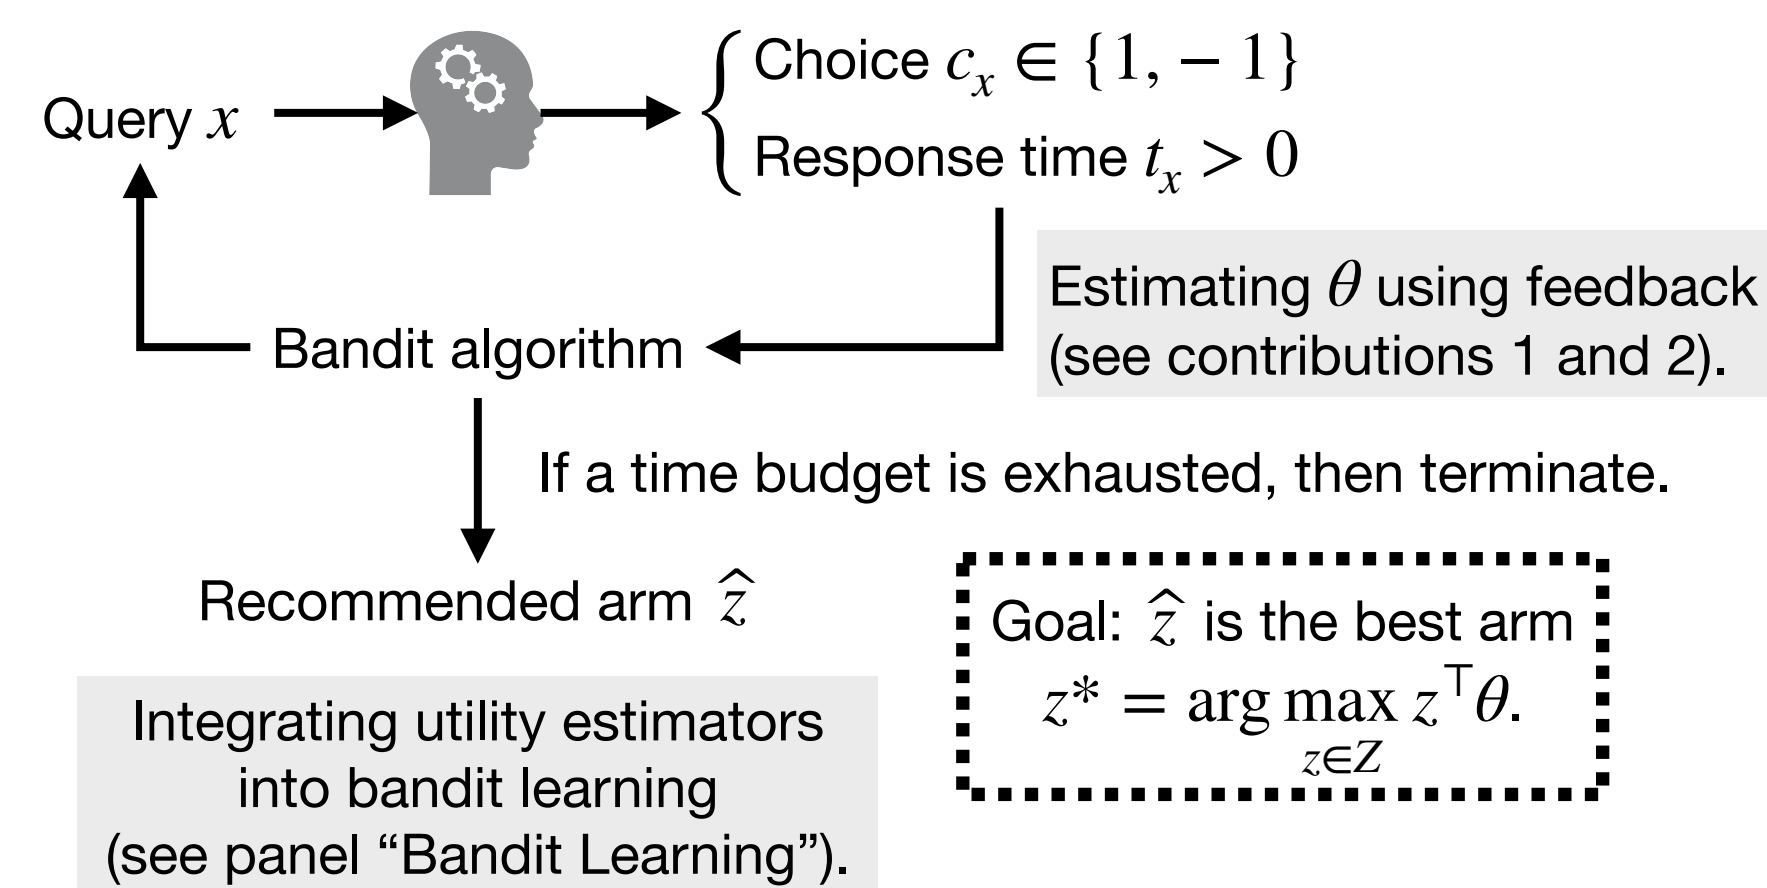 Query x
Choice cₓ ∈ {1, − 1}
Response time tₓ > 0
Estimating θ using feedback
(see contributions 1 and 2).
Bandit algorithm
If a time budget is exhausted, then terminate.
Recommended arm ẑ
Goal: ẑ is the best arm
z* = arg max z⊤θ.
z∈Z
Integrating utility estimators
into bandit learning
(see panel “Bandit Learning”).